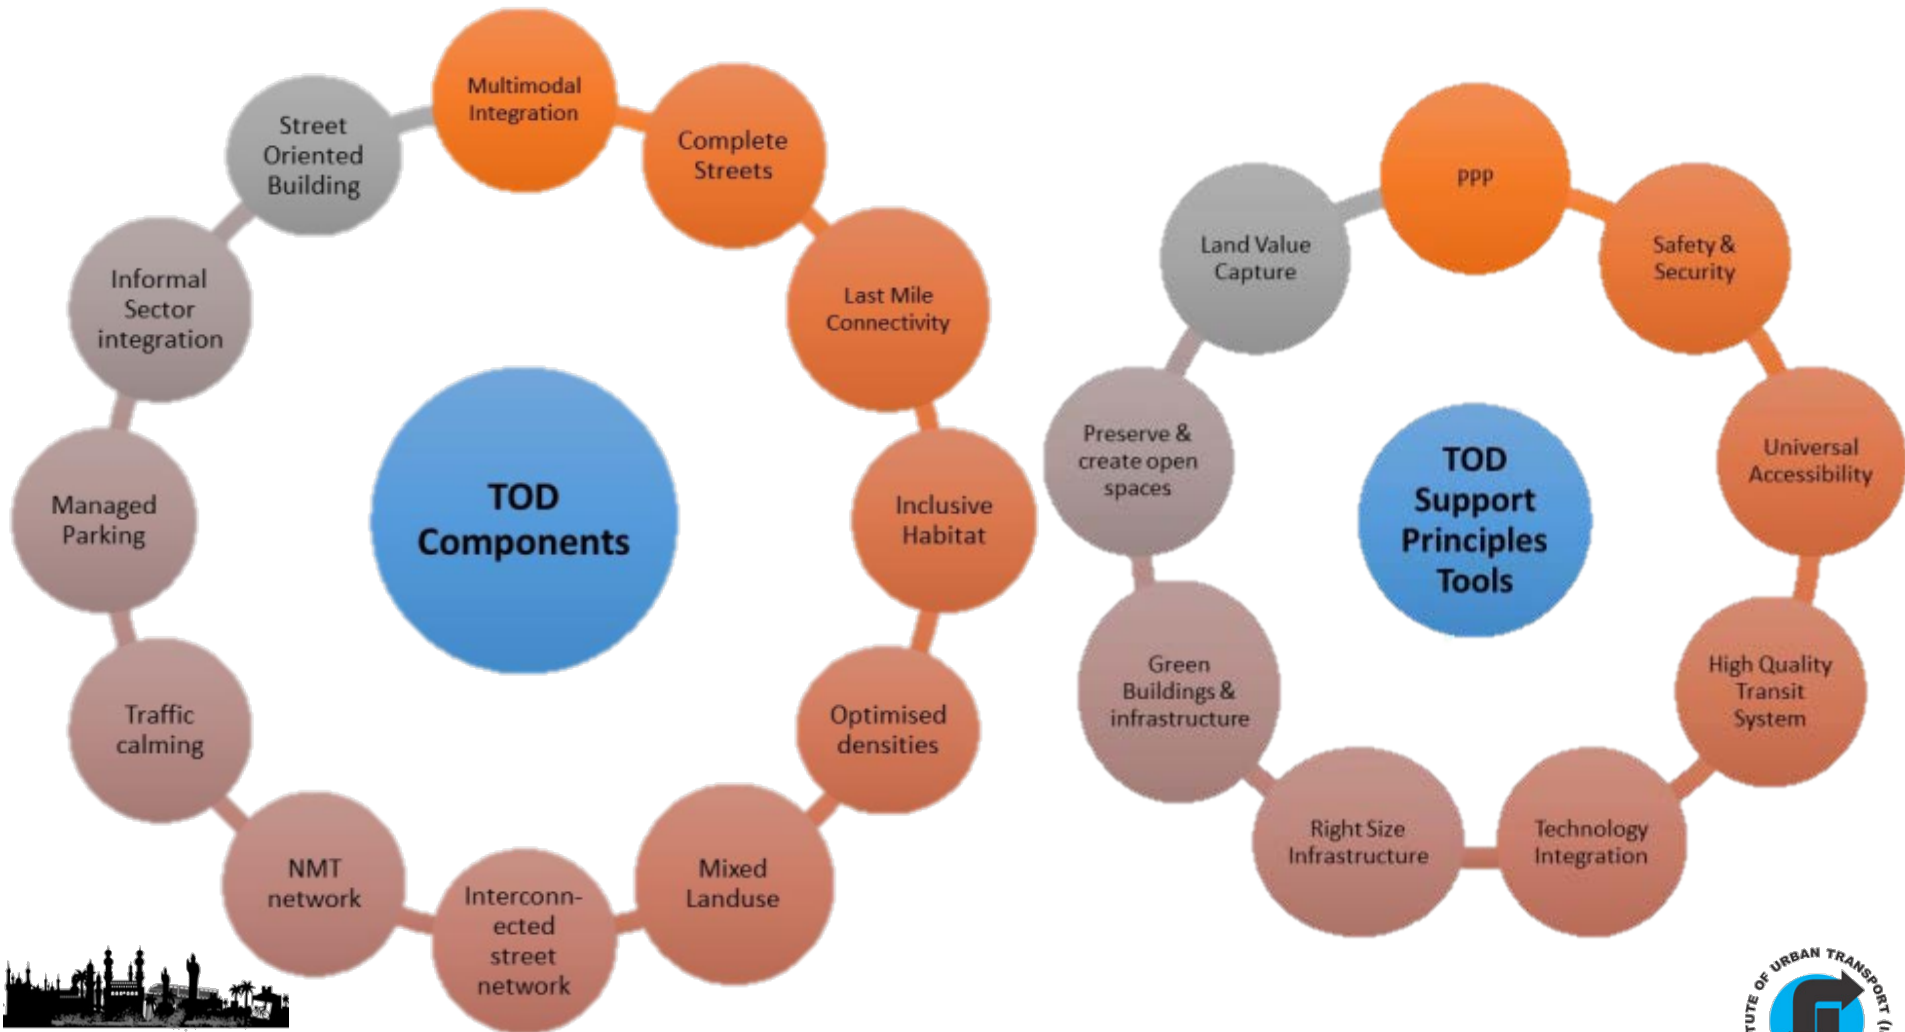 TOD
Components
Multimodal
Integration
Complete
Streets
Last Mile
Connectivity
Inclusive
Habitat
Optimised
densities
Mixed
Landuse
Interconn-
ected
street
network
NMT
network
Traffic
calming
Managed
Parking
Informal
Sector
integration
Street
Oriented
Building
TOD
Support
Principles
Tools
PPP
Safety &
Security
Universal
Accessibility
High Quality
Transit
System
Technology
Integration
Right Size
Infrastructure
Green
Buildings &
infrastructure
Preserve &
create open
spaces
Land Value
Capture
OF URBAN TRANSPORT